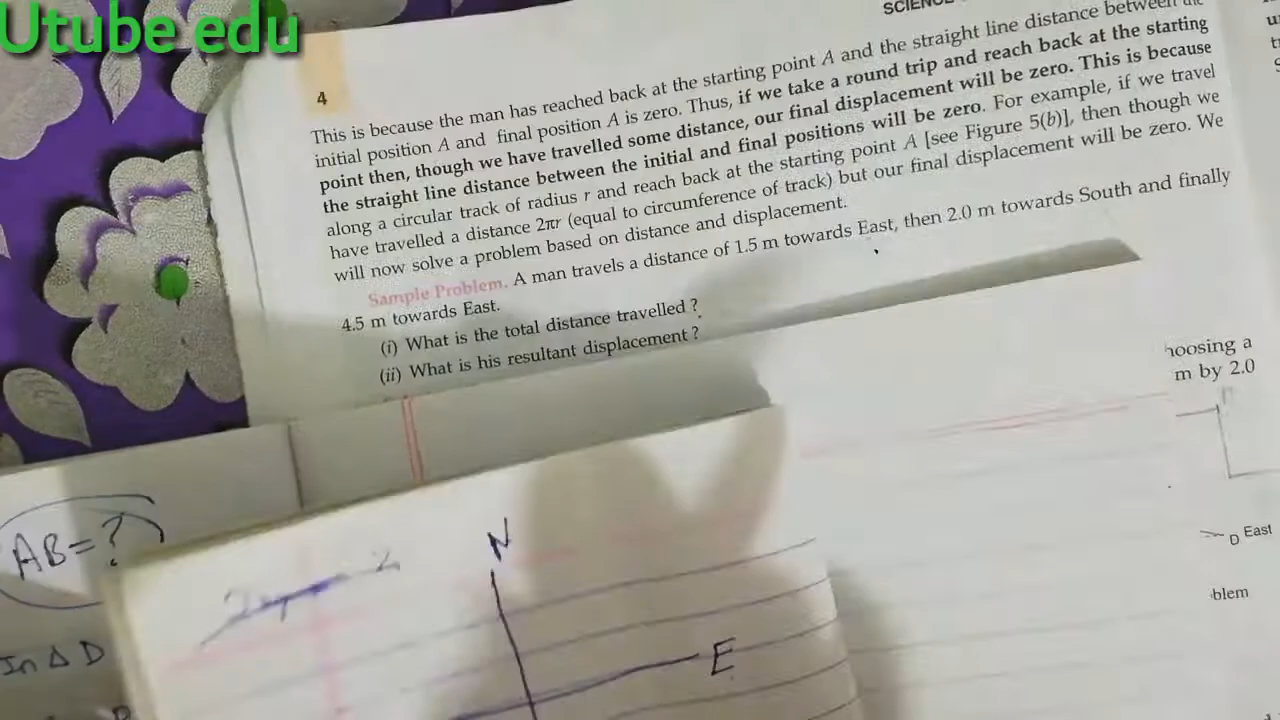 Utube edu
SCIENCE
4
This is because the man has reached back at the starting point A and the straight line distance between the
initial position A and final position A is zero. Thus, if we take a round trip and reach back at the starting
point then, though we have travelled some distance, our final displacement will be zero. This is because
the straight line distance between the initial and final positions will be zero. For example, if we travel
along a circular track of radius r and reach back at the starting point A [see Figure 5(b)], then though we
have travelled a distance 2πr (equal to circumference of track) but our final displacement will be zero. We
will now solve a problem based on distance and displacement.
Sample Problem. A man travels a distance of 1.5 m towards East, then 2.0 m towards South and finally
4.5 m towards East.
(i) What is the total distance travelled ?
(ii) What is his resultant displacement ?
hoosing a
m by 2.0
D East
blem
AB=?
In Δ D
N
E